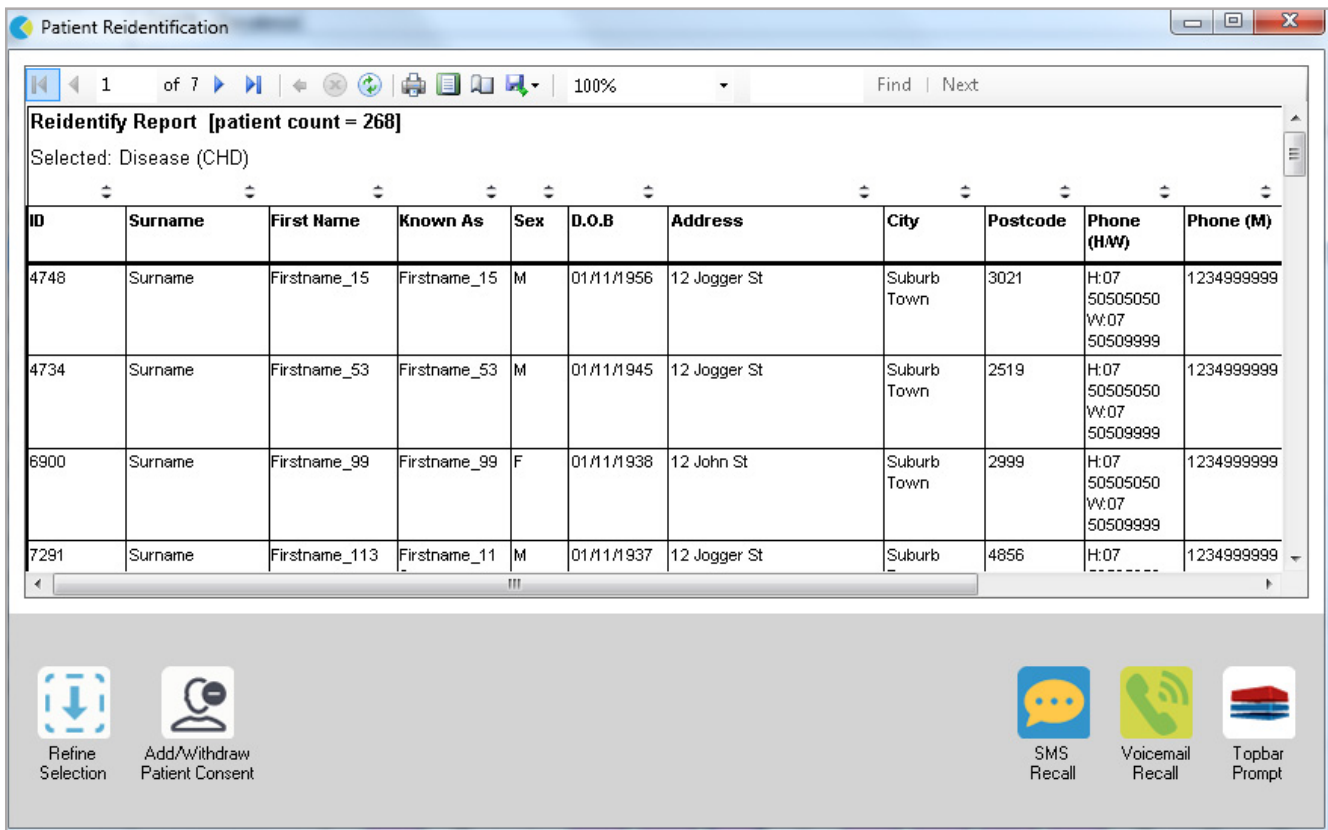 Patient Reidentification
1 of 7 100% Find | Next
Reidentify Report [patient count = 268]
Selected: Disease (CHD)
ID Surname First Name Known As Sex D.O.B Address City Postcode Phone (H/W) Phone (M)
4748 Surname Firstname_15 Firstname_15 M 01/11/1956 12 Jogger St Suburb Town 3021 H:07 50505050 W:07 50509999 1234999999
4734 Surname Firstname_53 Firstname_53 M 01/11/1945 12 Jogger St Suburb Town 2519 H:07 50505050 W:07 50509999 1234999999
6900 Surname Firstname_99 Firstname_99 F 01/11/1938 12 John St Suburb Town 2999 H:07 50505050 W:07 50509999 1234999999
7291 Surname Firstname_113 Firstname_11 M 01/11/1937 12 Jogger St Suburb 4856 H:07 1234999999
Refine Selection
Add/Withdraw Patient Consent
SMS Recall
Voicemail Recall
Topbar Prompt